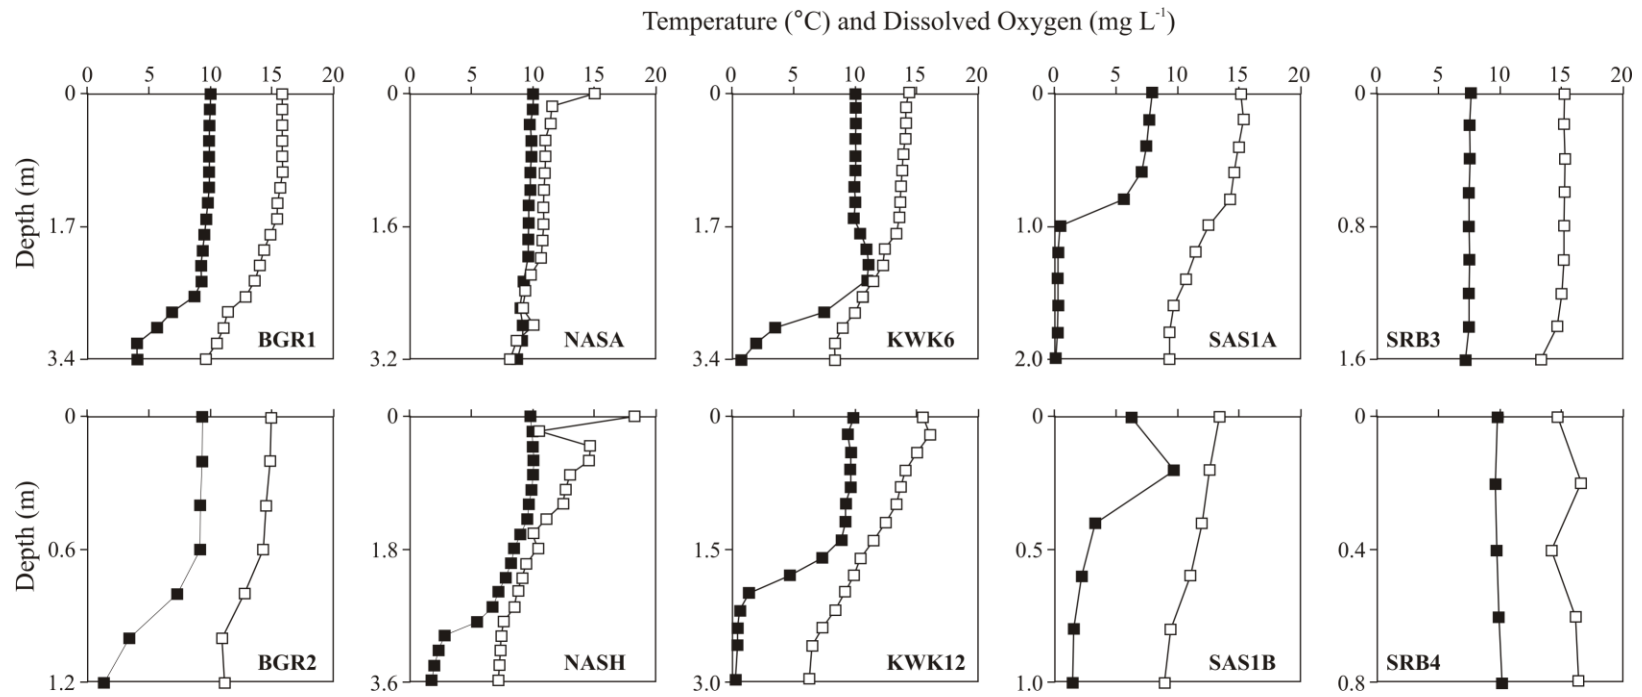 Temperature (°C) and Dissolved Oxygen (mg L-1)
0 5 10 15 20 0 5 10 15 20 0 5 10 15 20 0 5 10 15 20 0 5 10 15 20
0 0 0 0 0
Depth (m)
1.7 1.6 1.7 1.0 0.8
BGR1 NASA KWK6 SAS1A SRB3
3.4 3.2 3.4 2.0 1.6
0 0 0 0 0
Depth (m)
0.6 1.8 1.5 0.5 0.4
BGR2 NASH KWK12 SAS1B SRB4
1.2 3.6 3.0 1.0 0.8